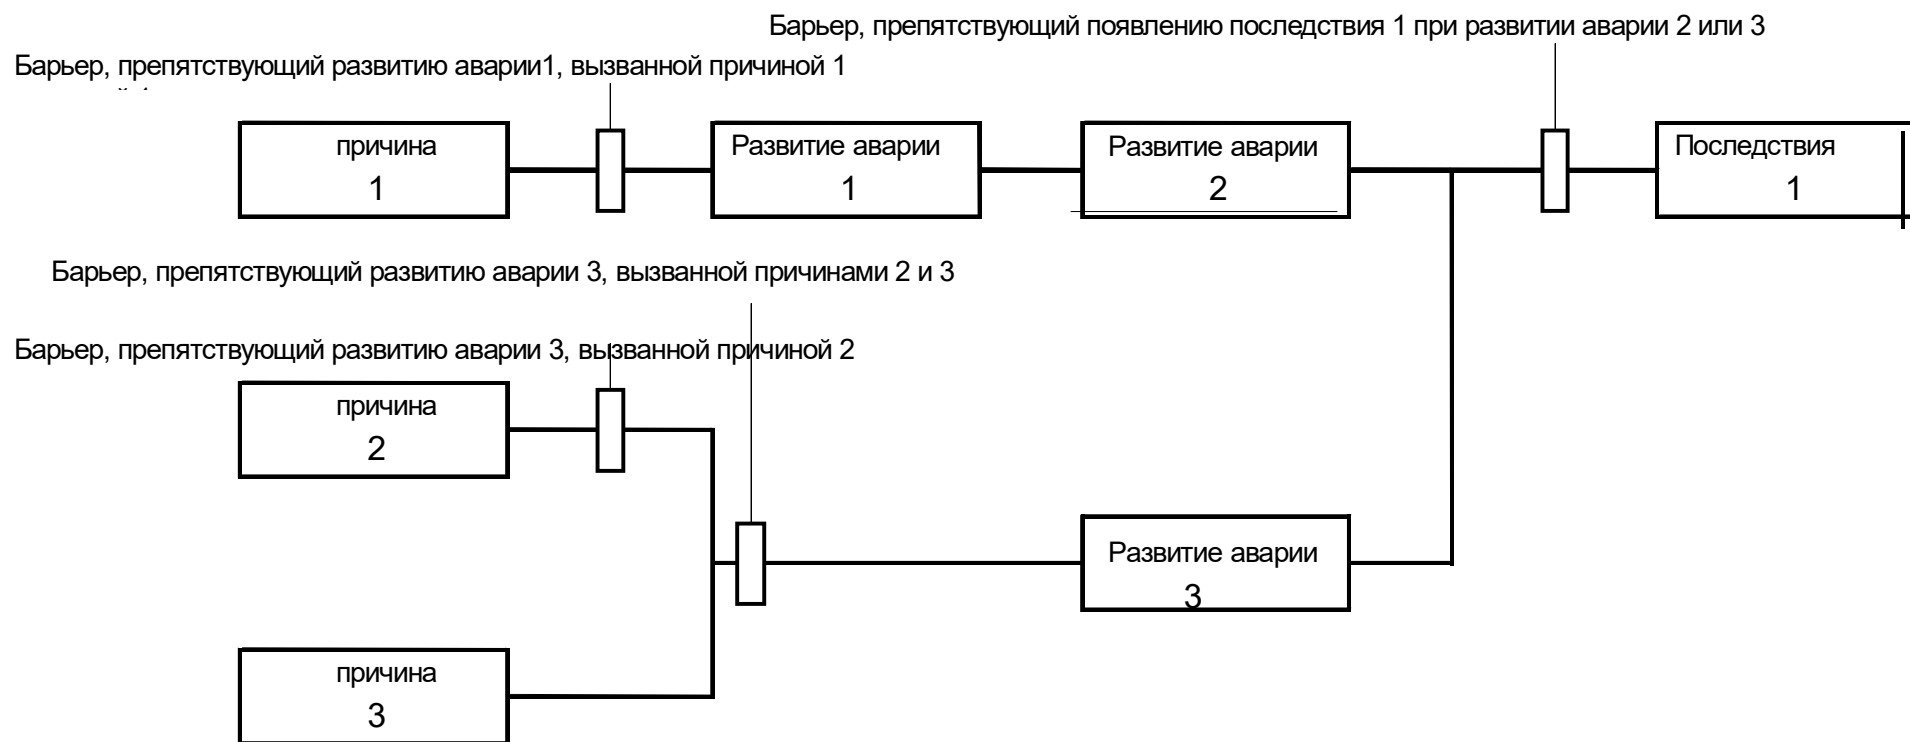 Барьер, препятствующий появлению последствия 1 при развитии аварии 2 или 3
Барьер, препятствующий развитию аварии1, вызванной причиной 1
причина
1
Развитие аварии
1
Развитие аварии
2
Последствия
1
Барьер, препятствующий развитию аварии 3, вызванной причинами 2 и 3
Барьер, препятствующий развитию аварии 3, вызванной причиной 2
причина
2
Развитие аварии
3
причина
3